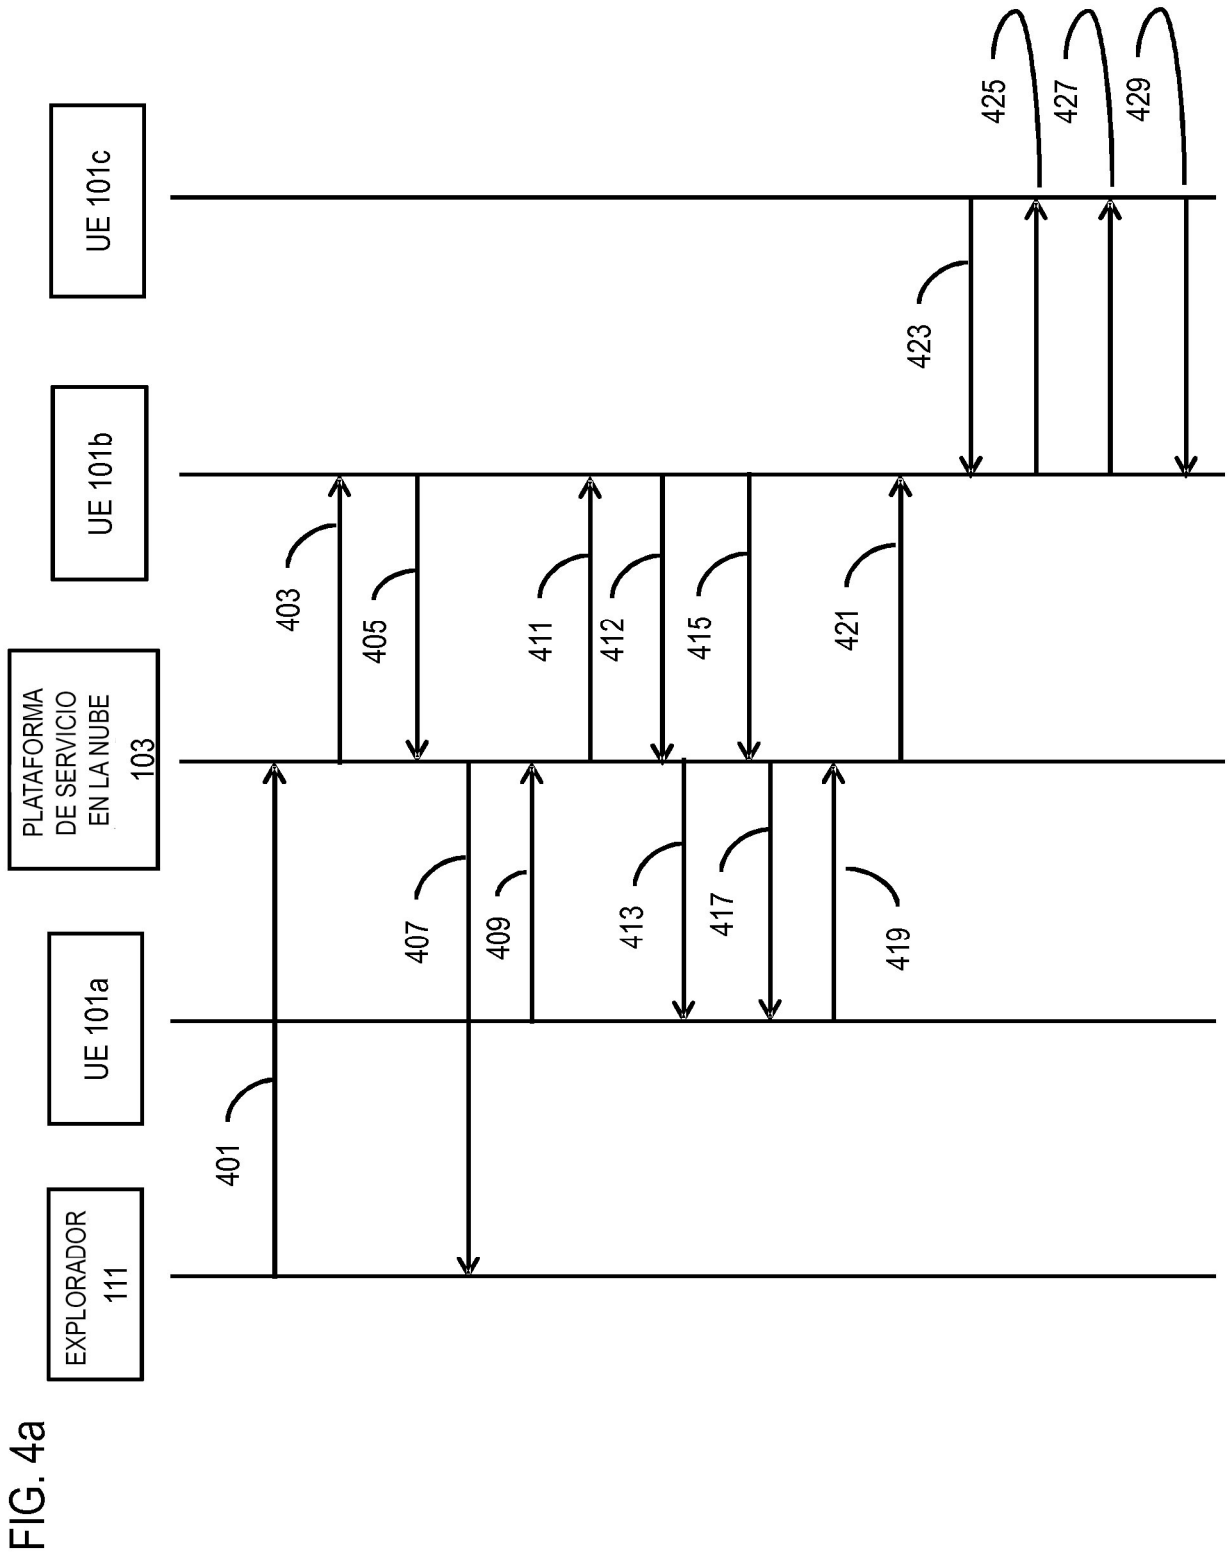 FIG. 4a
EXPLORADOR
111
UE 101a
PLATAFORMA
DE SERVICIO
EN LA NUBE
103
UE 101b
UE 101c
401
403
405
407
409
411
412
413
415
417
419
421
423
425
427
429